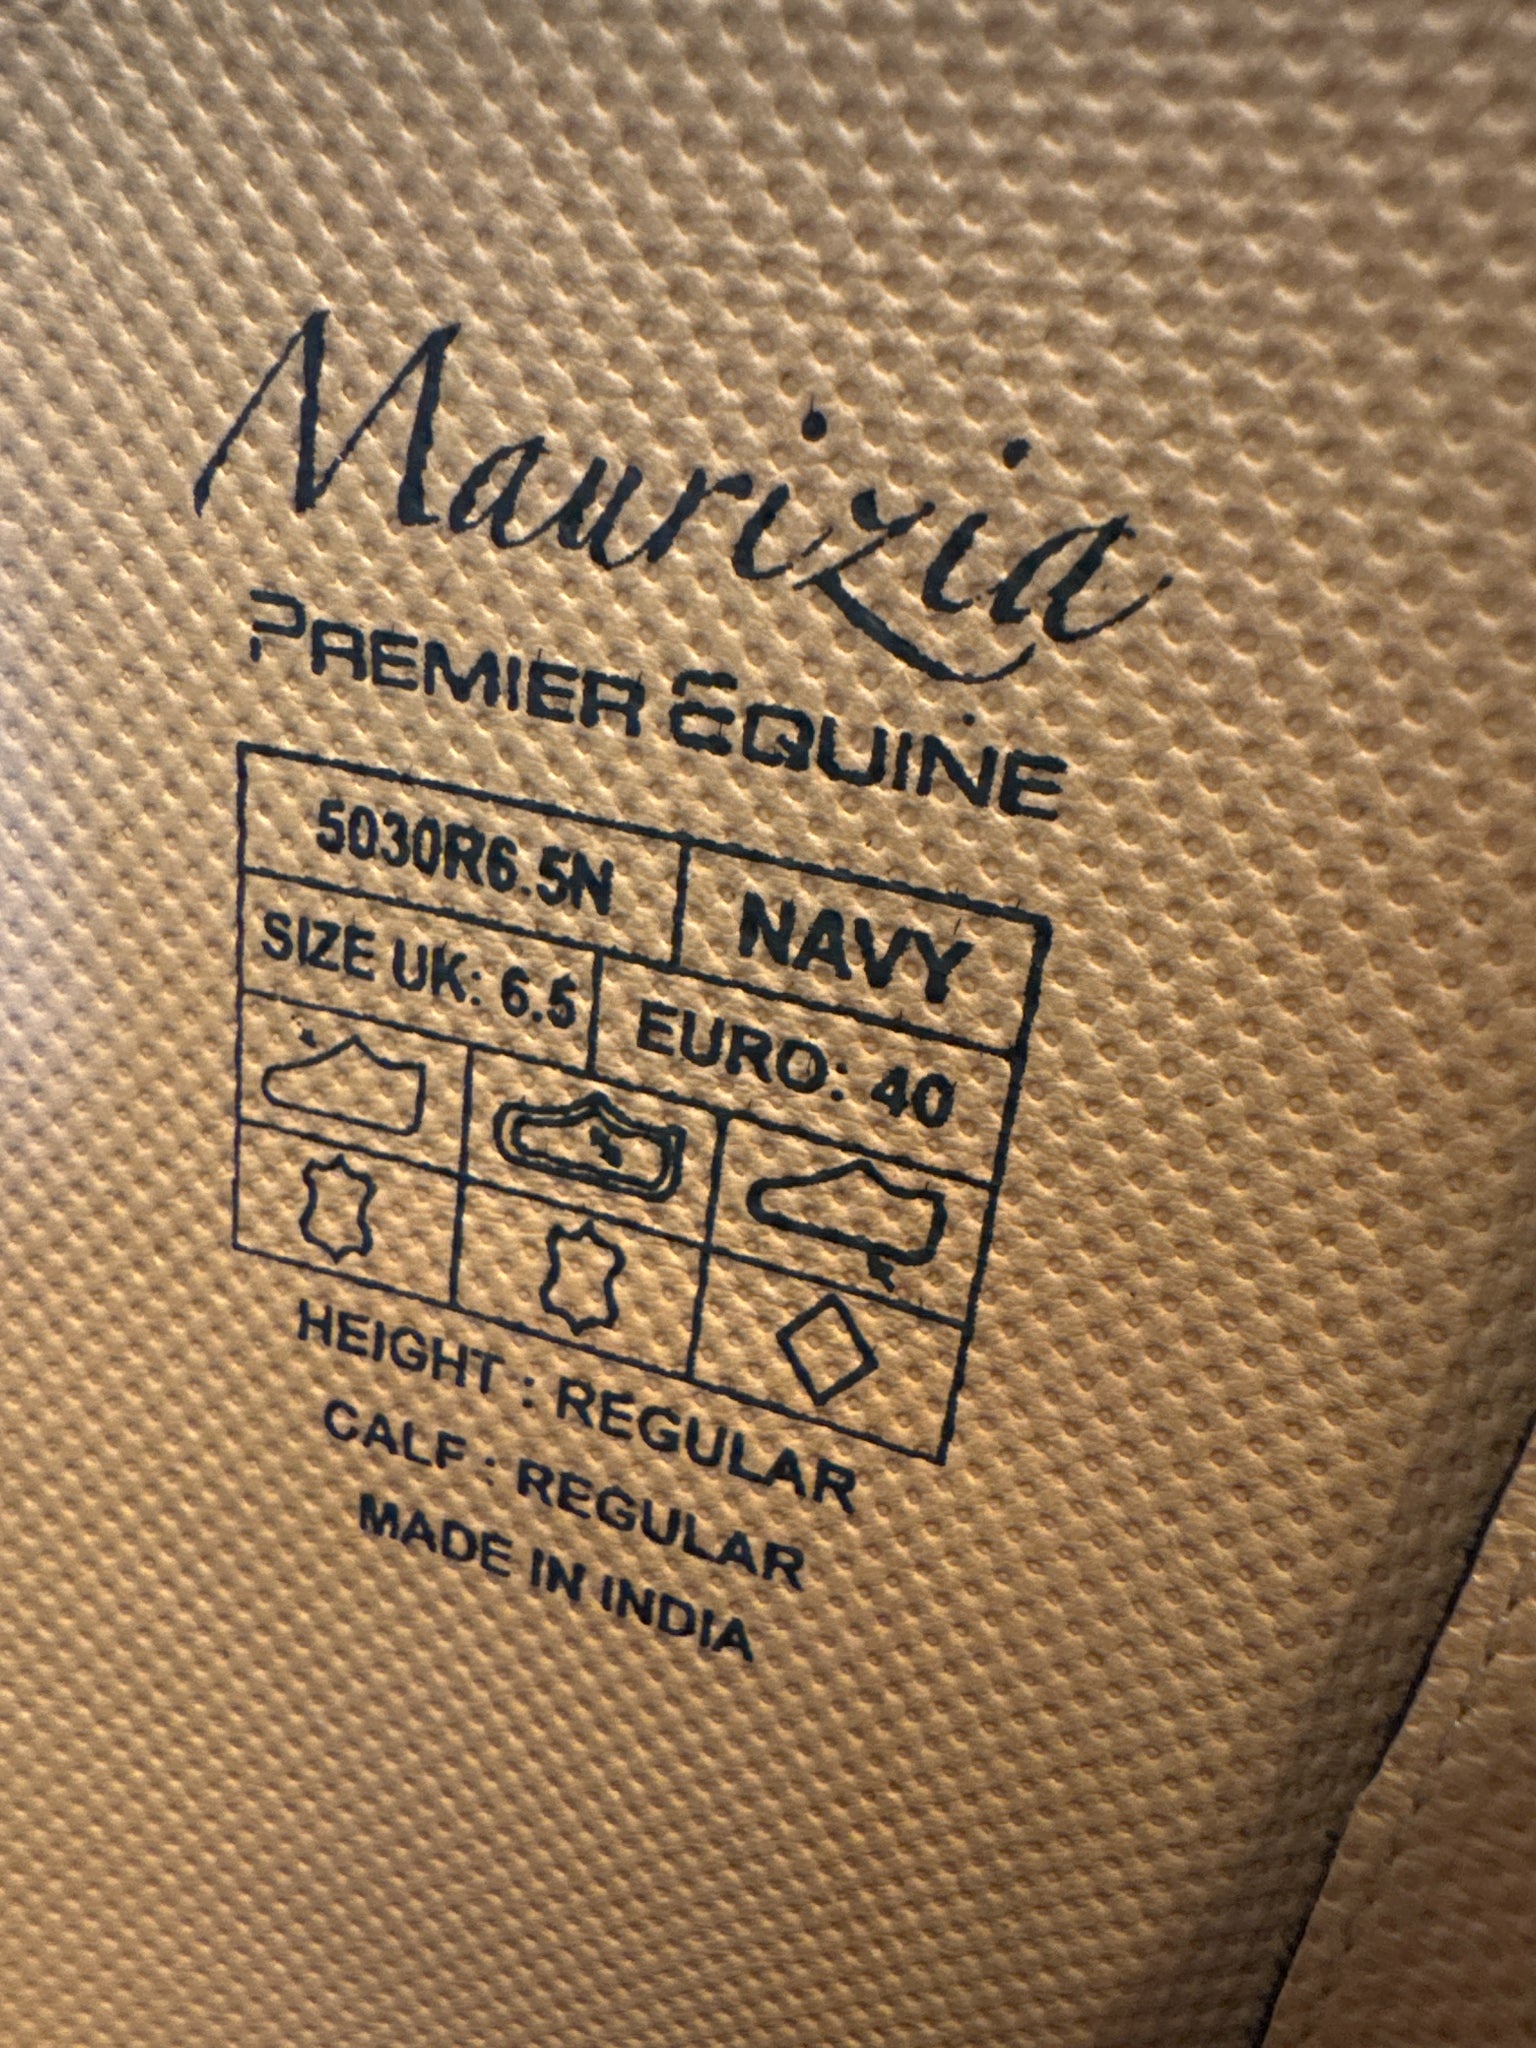 Maurizia
PREMIER EQUINE
5030R6.5N NAVY
SIZE UK: 6.5 EURO: 40
HEIGHT : REGULAR
CALF : REGULAR
MADE IN INDIA